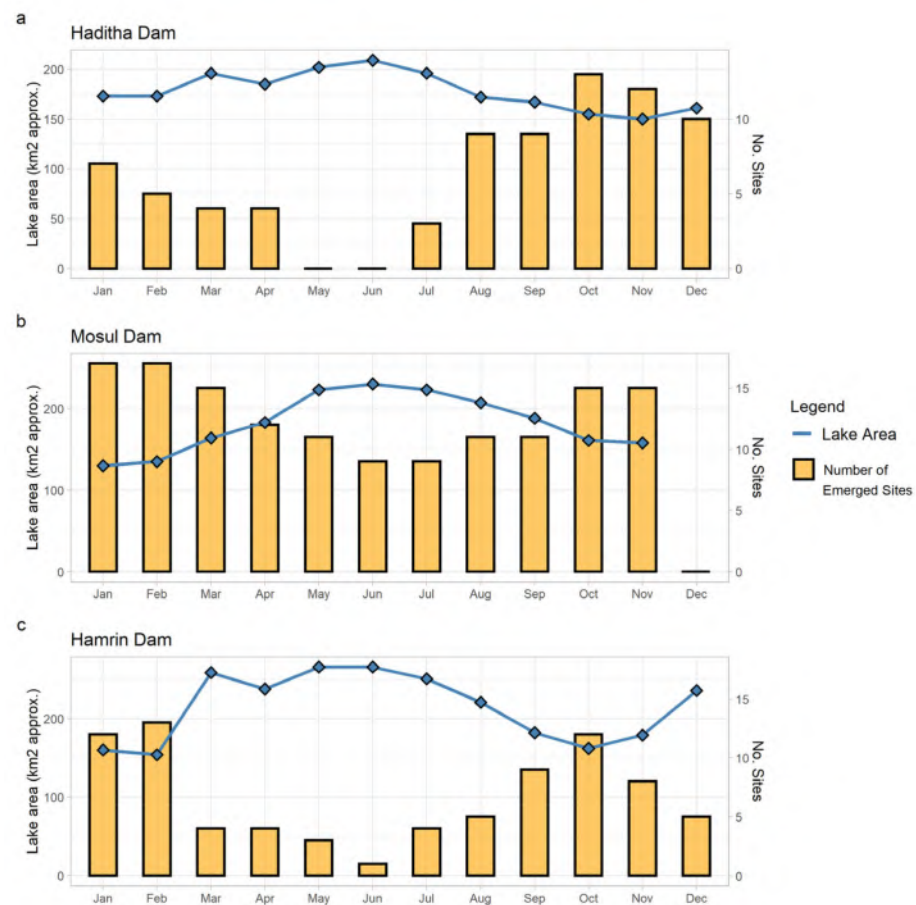 a
Haditha Dam
Lake area (km2 approx.)
200
150
100
50
0
10
5
0
No. Sites
Jan Feb Mar Apr May Jun Jul Aug Sep Oct Nov Dec
b
Mosul Dam
Lake area (km2 approx.)
200
100
0
15
10
5
0
No. Sites
Jan Feb Mar Apr May Jun Jul Aug Sep Oct Nov Dec
Legend
Lake Area
Number of
Emerged Sites
c
Hamrin Dam
Lake area (km2 approx.)
200
100
0
15
10
5
0
No. Sites
Jan Feb Mar Apr May Jun Jul Aug Sep Oct Nov Dec